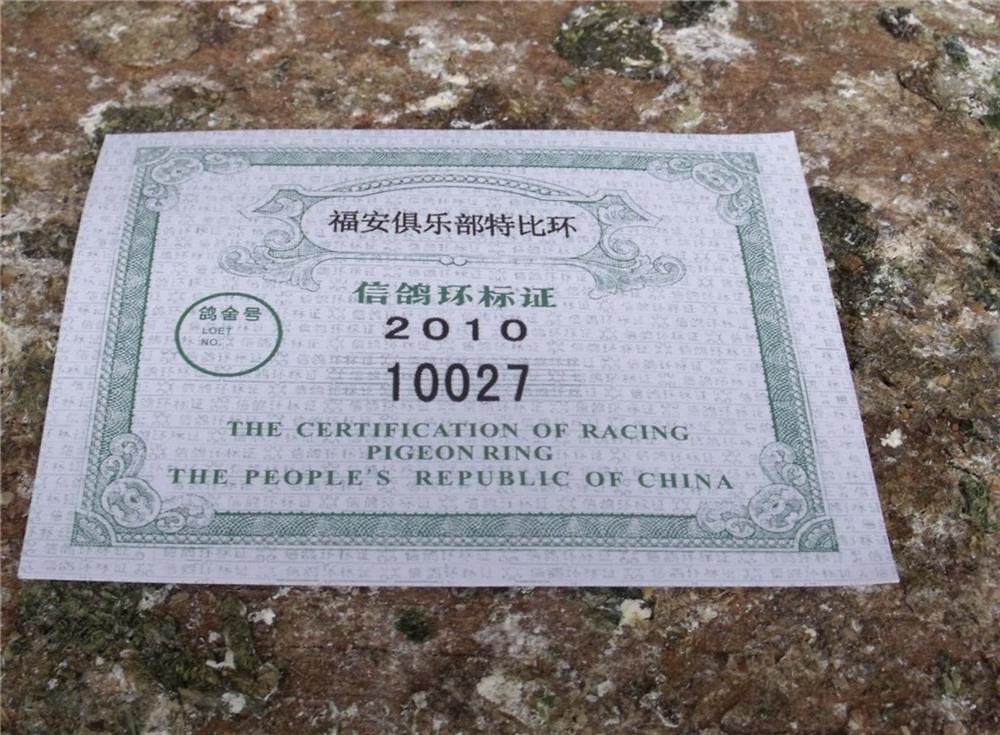 福安俱乐部特比环
信鸽环标证
鸽舍号
LOET
NO.
2010
10027
THE CERTIFICATION OF RACING
PIGEON RING
THE PEOPLE'S REPUBLIC OF CHINA